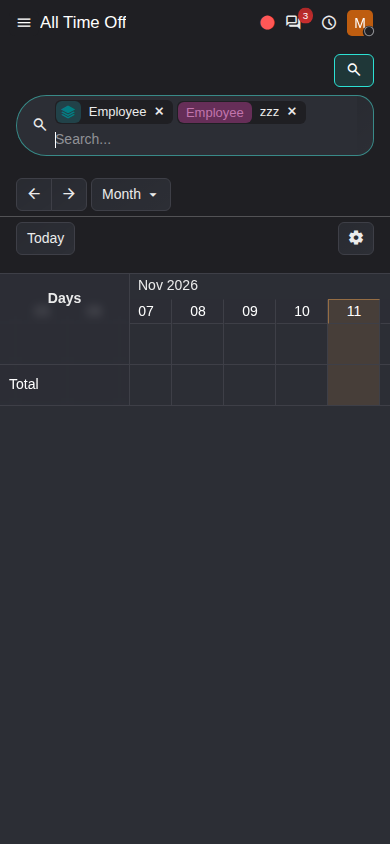 All Time Off
3
M
Employee ×
Employee zzz ×
Search...
Month
Today
Days
Nov 2026
07 08 09 10 11
Total